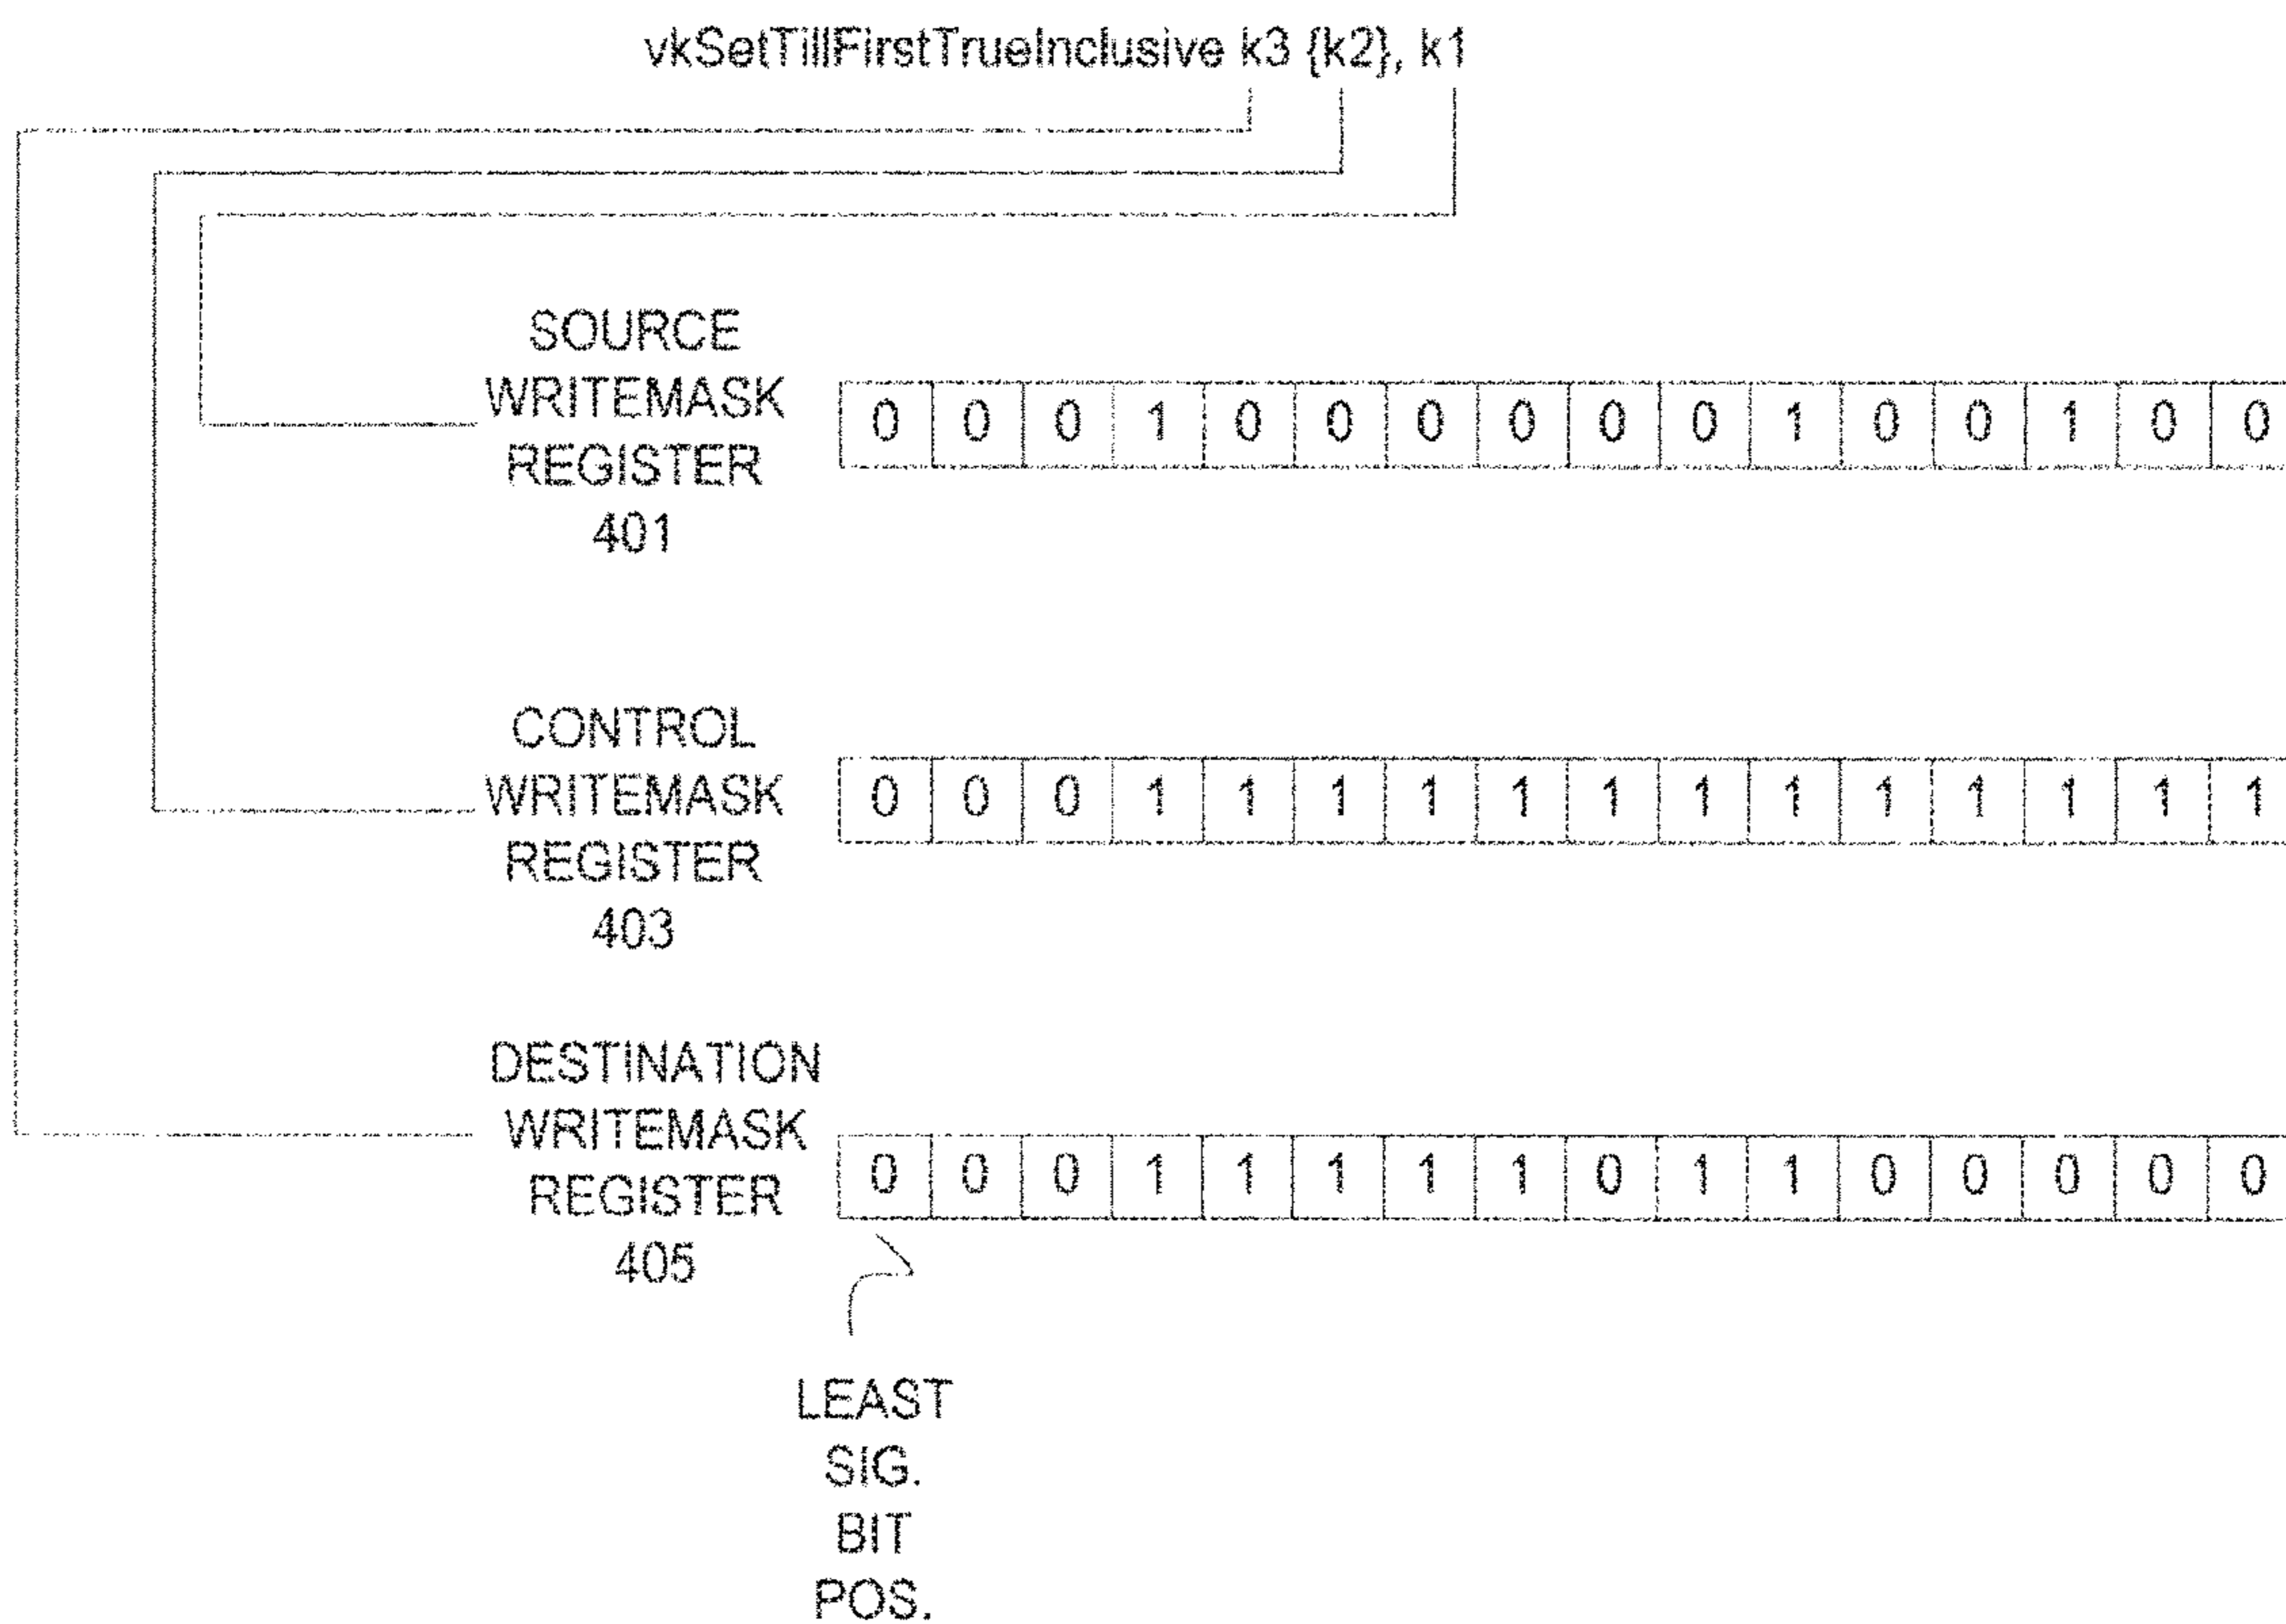 vkSetTillFirstTrueInclusive k3 {k2}, k1
SOURCE
WRITEMASK
REGISTER
401
0 0 0 1 0 0 0 0 0 0 1 0 0 1 0 0
CONTROL
WRITEMASK
REGISTER
403
0 0 0 1 1 1 1 1 1 1 1 1 1 1 1 1
DESTINATION
WRITEMASK
REGISTER
405
0 0 0 1 1 1 1 1 0 1 1 0 0 0 0 0
LEAST
SIG.
BIT
POS.